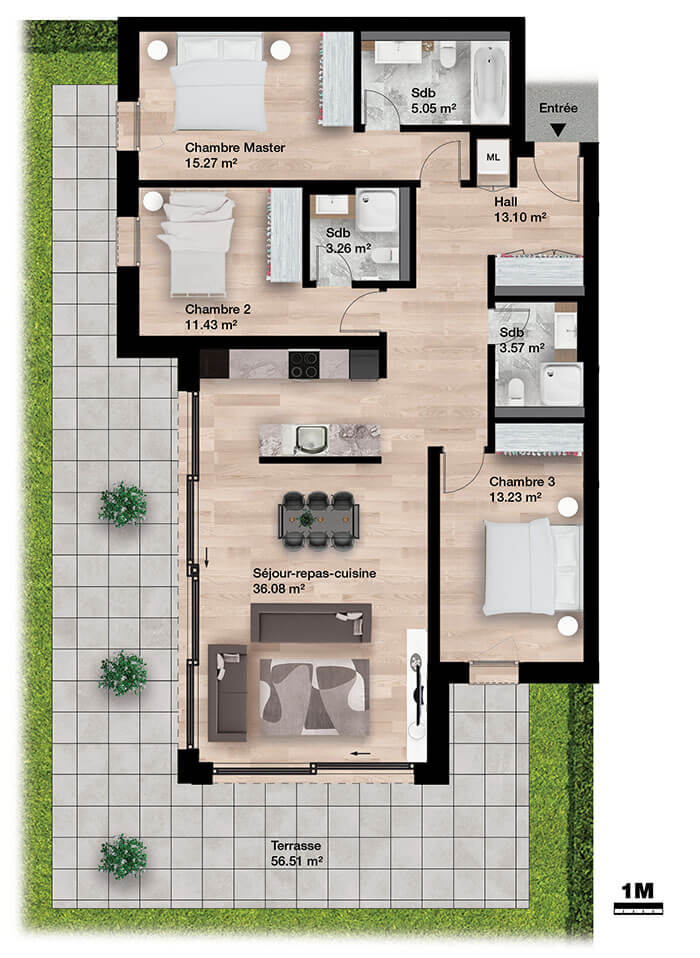 Sdb
5.05 m²
Entrée
Chambre Master
15.27 m²
ML
Hall
13.10 m²
Sdb
3.26 m²
Chambre 2
11.43 m²
Sdb
3.57 m²
Chambre 3
13.23 m²
Séjour-repas-cuisine
36.08 m²
Terrasse
56.51 m²
1M